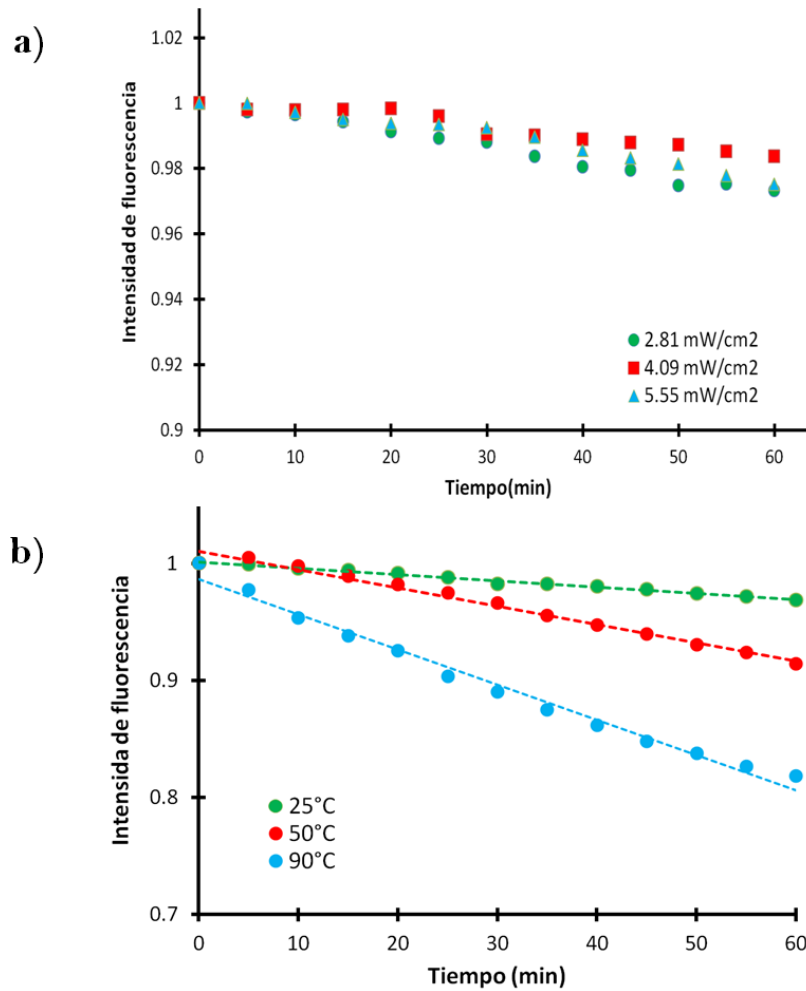 a)
Intensidad de fluorescencia
1.02
1
0.98
0.96
0.94
0.92
0.9
0 10 20 30 40 50 60
Tiempo(min)
2.81 mW/cm2
4.09 mW/cm2
5.55 mW/cm2
b)
Intensida de fluorescencia
1
0.9
0.8
0.7
0 10 20 30 40 50 60
Tiempo (min)
25°C
50°C
90°C